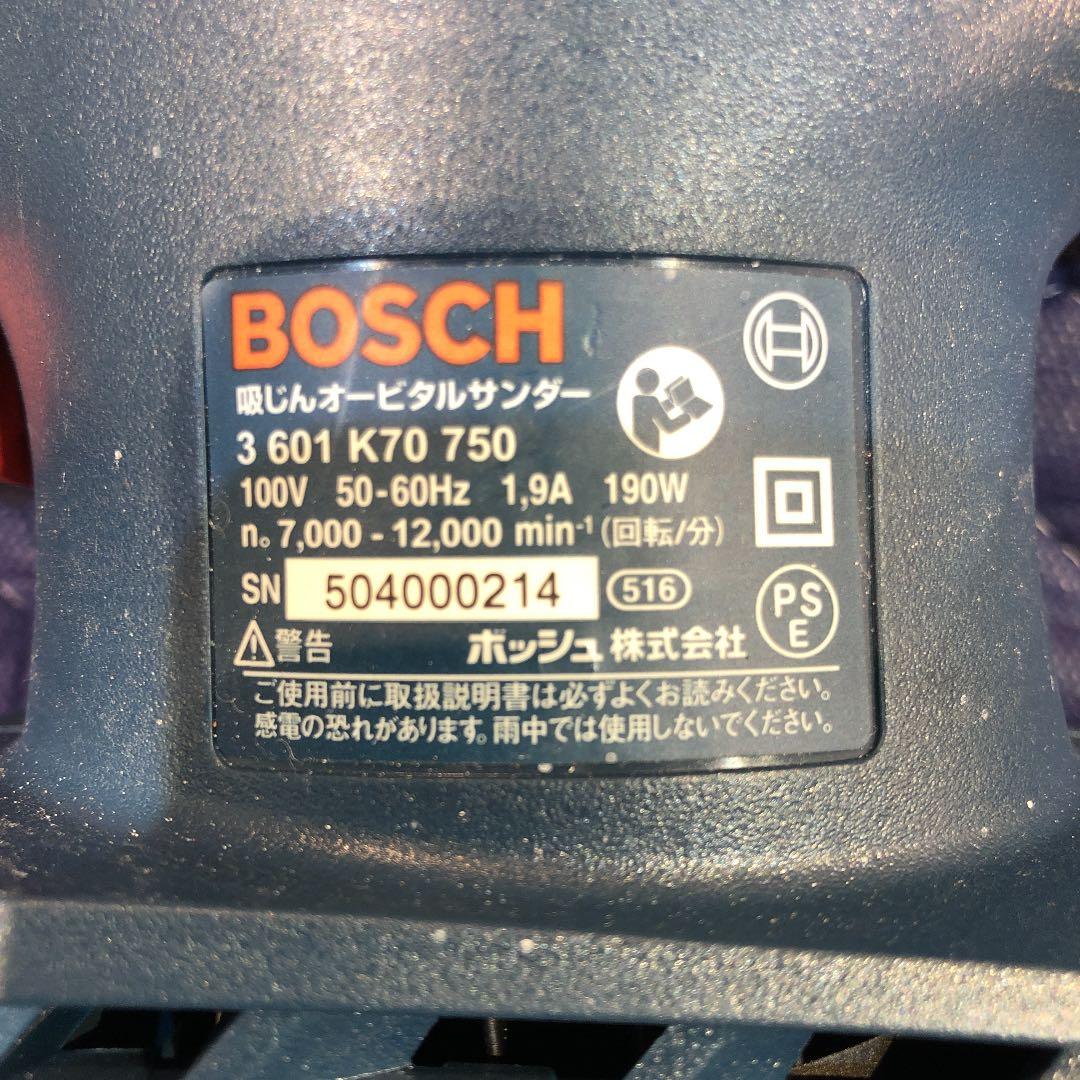 BOSCH
吸じんオービタルサンダー
3 601 K70 750
100V 50-60Hz 1,9A 190W
n₀ 7,000 - 12,000 min⁻¹ (回転/分)
SN 504000214 516
PS
E
⚠警告 ボッシュ株式会社
ご使用前に取扱説明書は必ずよくお読みください。
感電の恐れがあります。雨中では使用しないでください。